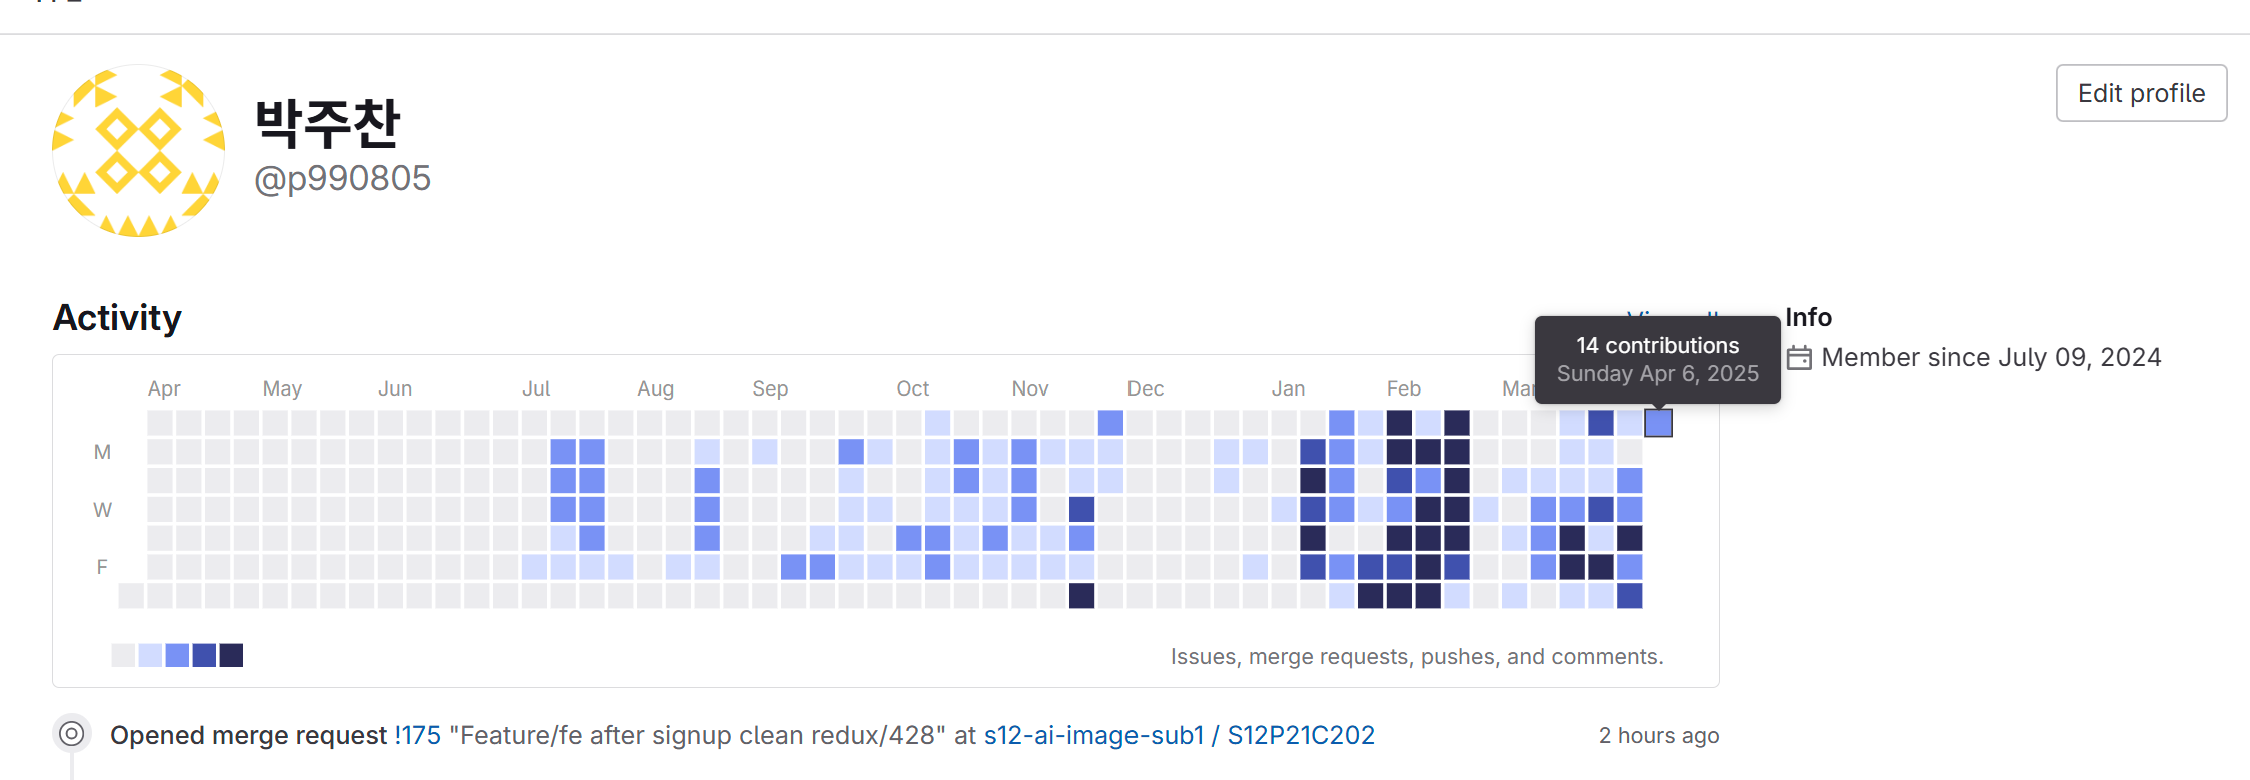 박주찬
@p990805
Edit profile
Activity
14 contributions
Sunday Apr 6, 2025
Info
Member since July 09, 2024
Apr May Jun Jul Aug Sep Oct Nov Dec Jan Feb
M
W
F
Issues, merge requests, pushes, and comments.
Opened merge request !175 "Feature/fe after signup clean redux/428" at s12-ai-image-sub1 / S12P21C202
2 hours ago